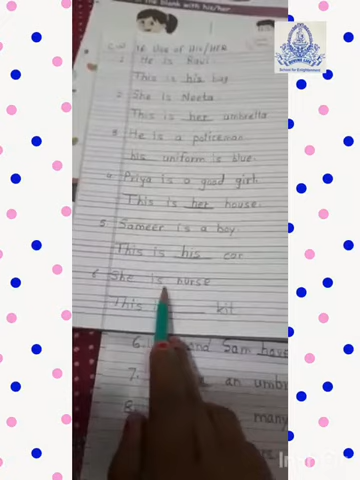 the blank with his/her
C.W Use of His/Her
1 He is Ravi.
This is his bag
2 She is Neeta
This is her umbrella
3 He is a policeman.
his uniform is blue.
4 Priya is a good girl.
This is her house.
5 Sameer is a boy.
This is his car
6 She is nurse
This kit
6. and Sam have
7. an umbr
8. many
School for Enlightenment